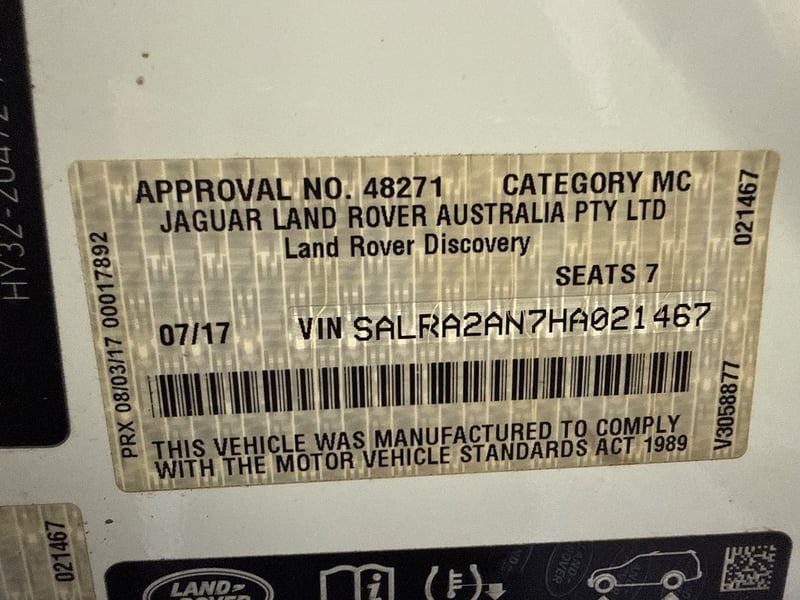 APPROVAL NO. 48271 CATEGORY MC
JAGUAR LAND ROVER AUSTRALIA PTY LTD
Land Rover Discovery
SEATS 7
07/17 VIN SALRA2AN7HA021467
THIS VEHICLE WAS MANUFACTURED TO COMPLY
WITH THE MOTOR VEHICLE STANDARDS ACT 1989
PRX 08/03/17 00017892
021467
V3058877
021467
LAND-
ROVER